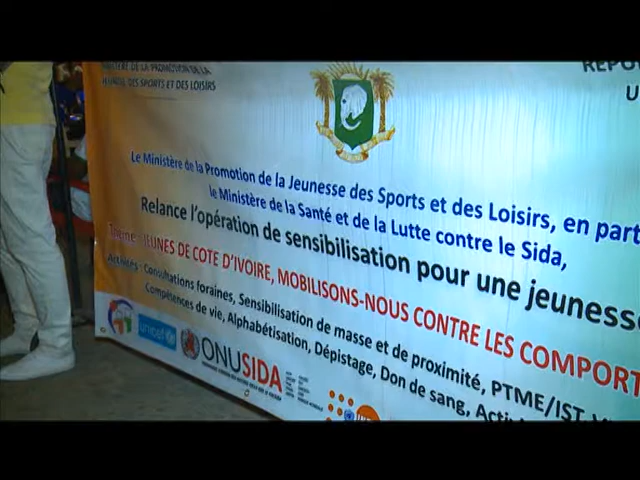 MINISTÈRE DE LA PROMOTION DE LA
JEUNESSE DES SPORTS ET DES LOISIRS
Le Ministère de la Promotion de la Jeunesse des Sports et des Loisirs, en part
le Ministère de la Santé et de la Lutte contre le Sida,
Relance l'opération de sensibilisation pour une jeunesse
Thème : JEUNES DE COTE D'IVOIRE, MOBILISONS-NOUS CONTRE LES COMPORT
Activités : Consultations foraines, Sensibilisation de masse et de proximité, PTME/IST
Compétences de vie, Alphabétisation, Dépistage, Don de sang, Activ
unicef
ONUSIDA